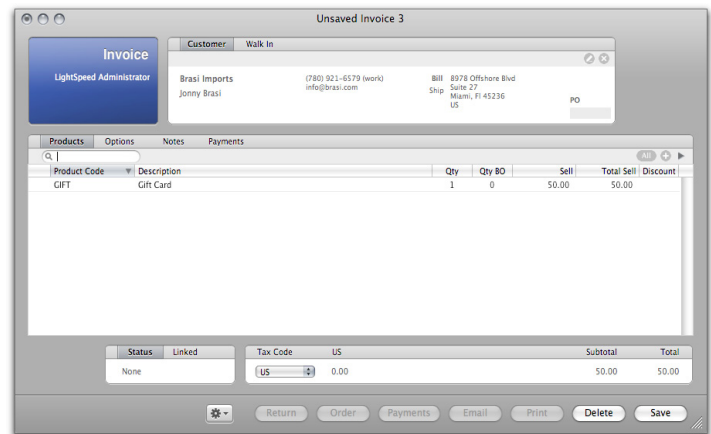 Unsaved Invoice 3
Invoice
LightSpeed Administrator
Customer Walk In
Brasi Imports
Jonny Brasi
(780) 921-6579 (work)
info@brasi.com
Bill 8978 Offshore Blvd
Ship Suite 27
Miami, Fl 45236
US
PO
Products Options Notes Payments
All
Product Code Description Qty Qty BO Sell Total Sell Discount
GIFT Gift Card 1 0 50.00 50.00
Status Linked
None
Tax Code US Subtotal Total
US 0.00 50.00 50.00
Return Order Payments Email Print Delete Save